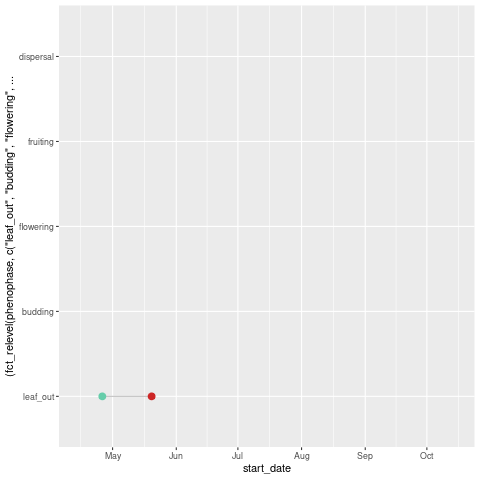 (fct_relevel(phenophase, c("leaf_out", "budding", "flowering", ...
dispersal
fruiting
flowering
budding
leaf_out
May Jun Jul Aug Sep Oct
start_date